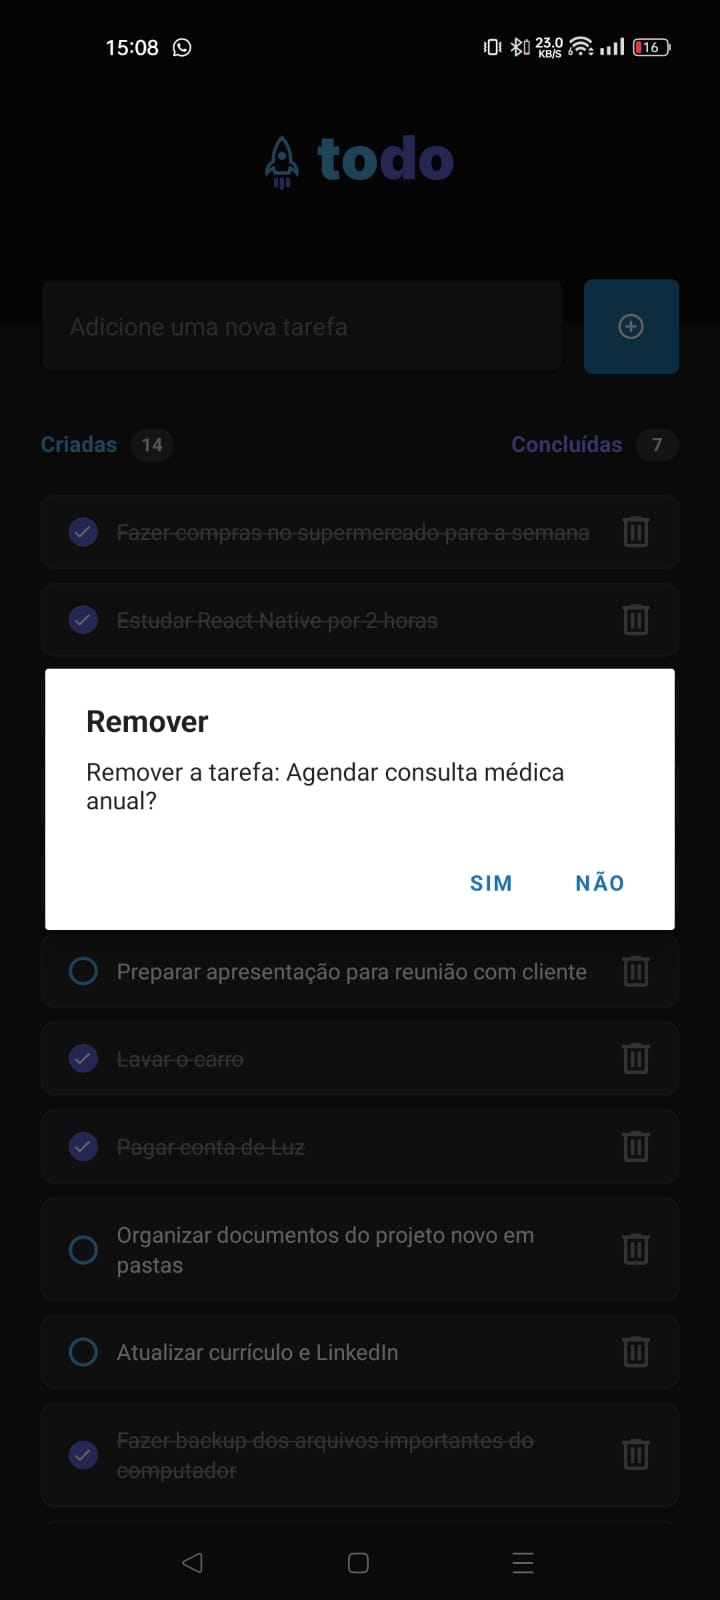 15:08
23.0
KB/S
16
todo
Adicione uma nova tarefa
Criadas 14
Concluídas 7
Fazer compras no supermercado para a semana
Estudar React Native por 2 horas
Remover
Remover a tarefa: Agendar consulta médica
anual?
SIM NÃO
Preparar apresentação para reunião com cliente
Lavar o carro
Pagar conta de Luz
Organizar documentos do projeto novo em
pastas
Atualizar currículo e LinkedIn
Fazer backup dos arquivos importantes do
computador